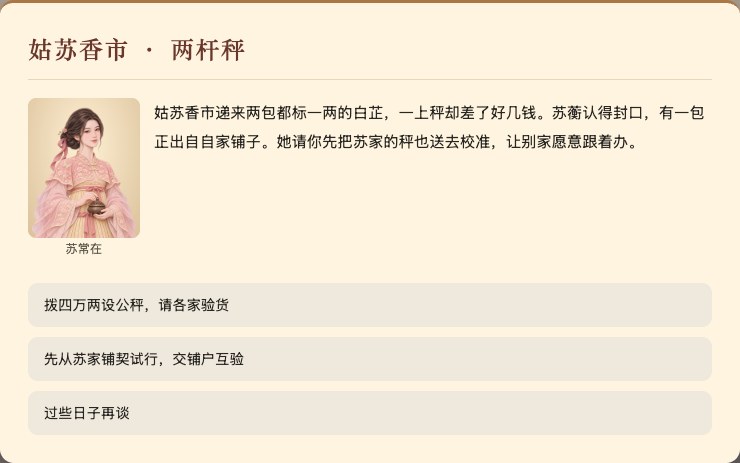 姑苏香市 · 两杆秤
姑苏香市递来两包都标一两的白芷，一上秤却差了好几钱。苏蘅认得封口，有一包
正出自自家铺子。她请你先把苏家的秤也送去校准，让别家愿意跟着办。
苏常在
拨四万两设公秤，请各家验货
先从苏家铺契试行，交铺户互验
过些日子再谈